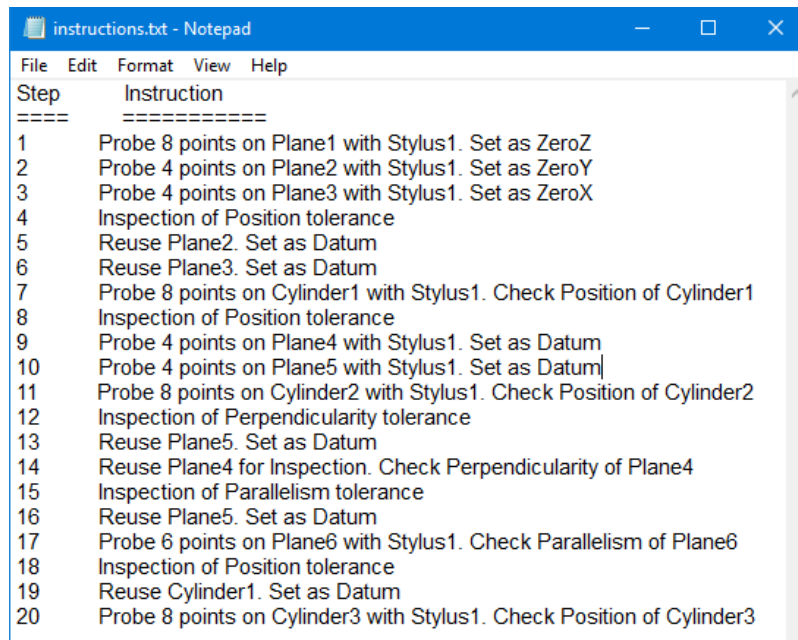 instructions.txt - Notepad
File Edit Format View Help
Step Instruction
==== ===========
1 Probe 8 points on Plane1 with Stylus1. Set as ZeroZ
2 Probe 4 points on Plane2 with Stylus1. Set as ZeroY
3 Probe 4 points on Plane3 with Stylus1. Set as ZeroX
4 Inspection of Position tolerance
5 Reuse Plane2. Set as Datum
6 Reuse Plane3. Set as Datum
7 Probe 8 points on Cylinder1 with Stylus1. Check Position of Cylinder1
8 Inspection of Position tolerance
9 Probe 4 points on Plane4 with Stylus1. Set as Datum
10 Probe 4 points on Plane5 with Stylus1. Set as Datum
11 Probe 8 points on Cylinder2 with Stylus1. Check Position of Cylinder2
12 Inspection of Perpendicularity tolerance
13 Reuse Plane5. Set as Datum
14 Reuse Plane4 for Inspection. Check Perpendicularity of Plane4
15 Inspection of Parallelism tolerance
16 Reuse Plane5. Set as Datum
17 Probe 6 points on Plane6 with Stylus1. Check Parallelism of Plane6
18 Inspection of Position tolerance
19 Reuse Cylinder1. Set as Datum
20 Probe 8 points on Cylinder3 with Stylus1. Check Position of Cylinder3